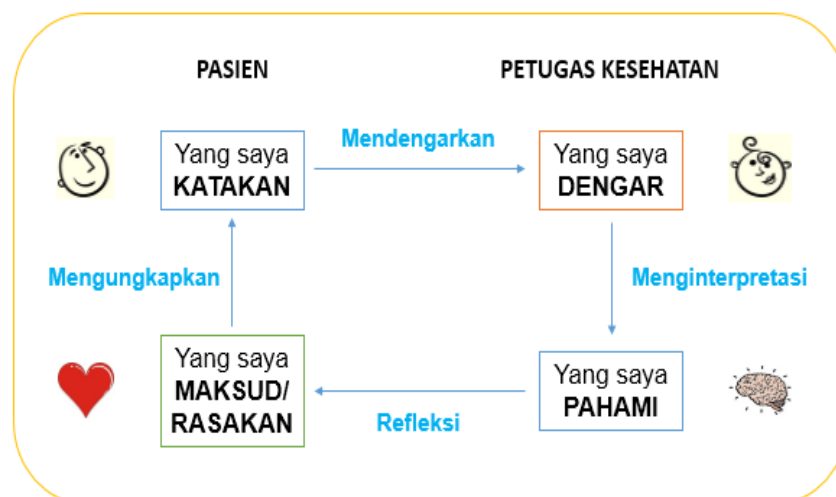 PASIEN
PETUGAS KESEHATAN
Yang saya
KATAKAN
Mendengarkan
Yang saya
DENGAR
Mengungkapkan
Menginterpretasi
Yang saya
MAKSUD/
RASAKAN
Refleksi
Yang saya
PAHAMI